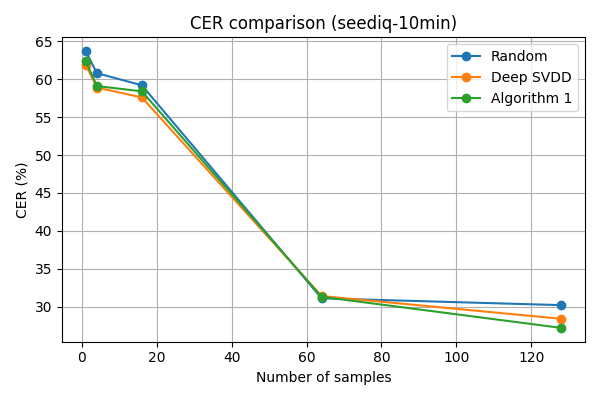 CER comparison (seediq-10min)
65
60
55
50
45
40
35
30
CER (%)
Random
Deep SVDD
Algorithm 1
0
20
40
60
80
100
120
Number of samples